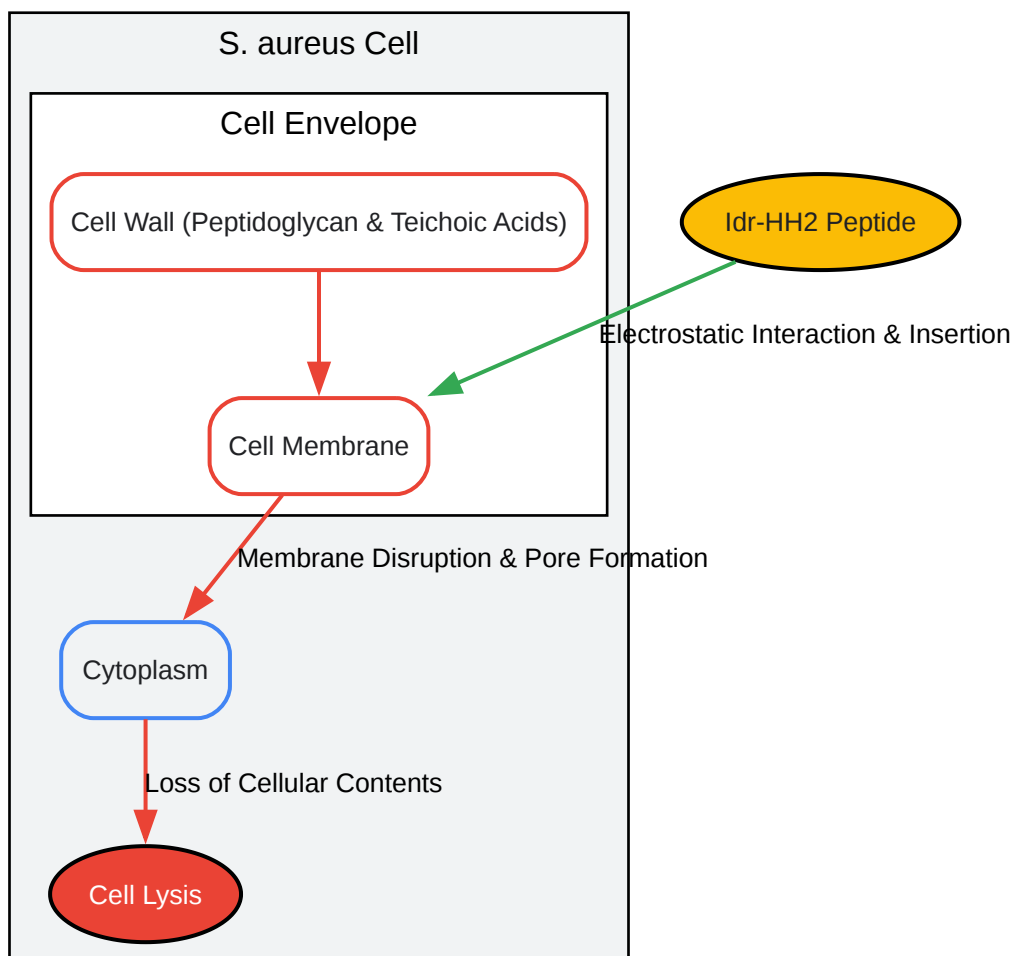 S. aureus Cell
Cell Envelope
Cell Wall (Peptidoglycan & Teichoic Acids)
Idr-HH2 Peptide
Electrostatic Interaction & Insertion
Cell Membrane
Membrane Disruption & Pore Formation
Cytoplasm
Loss of Cellular Contents
Cell Lysis